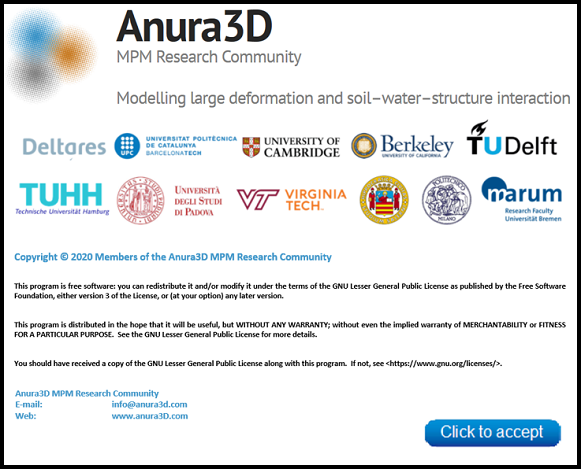 Anura3D
MPM Research Community
Modelling large deformation and soil–water–structure interaction
Deltares
UPC
UNIVERSITAT POLITÈCNICA
DE CATALUNYA
BARCELONATECH
UNIVERSITY OF
CAMBRIDGE
Berkeley
UNIVERSITY OF CALIFORNIA
TUDelft
TUHH
Technische Universität Hamburg
UNIVERSITÀ
DEGLI STUDI
DI PADOVA
VT VIRGINIA
TECH.
POLITECNICO
MILANO
marum
Research Faculty
Universität Bremen
Copyright © 2020 Members of the Anura3D MPM Research Community
This program is free software: you can redistribute it and/or modify it under the terms of the GNU Lesser General Public License as published by the Free Software
Foundation, either version 3 of the License, or (at your option) any later version.
This program is distributed in the hope that it will be useful, but WITHOUT ANY WARRANTY; without even the implied warranty of MERCHANTABILITY or FITNESS
FOR A PARTICULAR PURPOSE. See the GNU Lesser General Public License for more details.
You should have received a copy of the GNU Lesser General Public License along with this program. If not, see <https://www.gnu.org/licenses/>.
Anura3D MPM Research Community
E-mail: info@anura3d.com
Web: www.anura3D.com
Click to accept